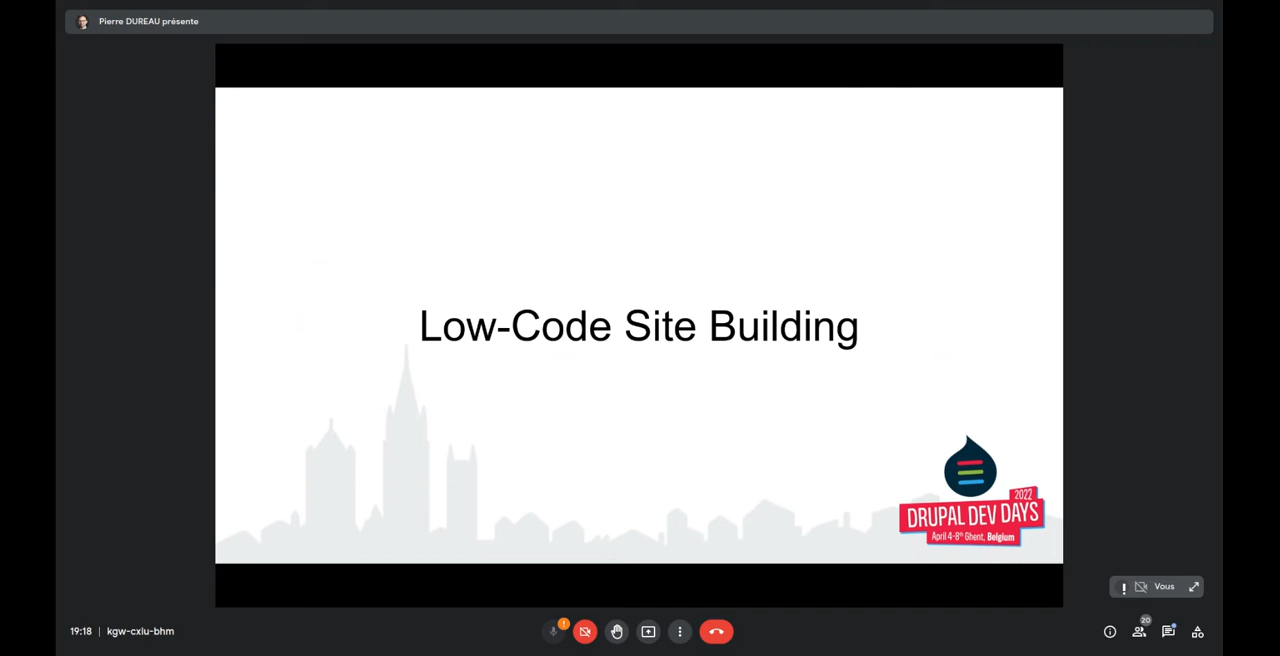 Pierre DUREAU présente
Low-Code Site Building
2022
DRUPAL DEV DAYS
April 4-8th Ghent, Belgium
Vous
19:18 | kgw-cxiu-bhm
!
20